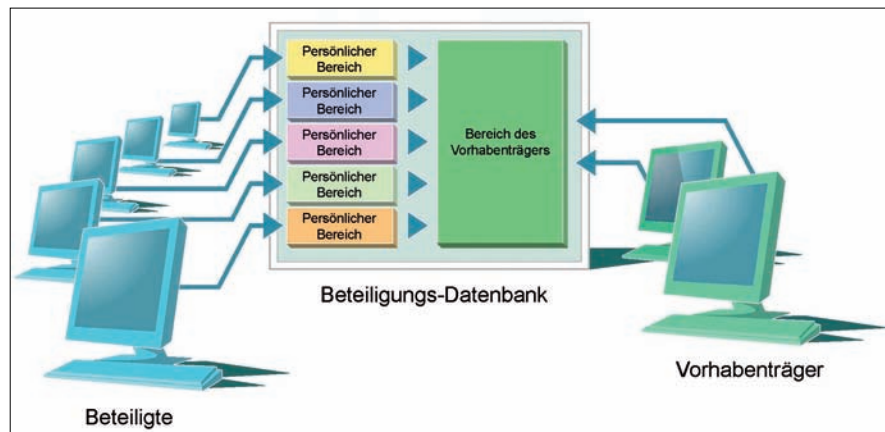 Persönlicher
Bereich
Persönlicher
Bereich
Persönlicher
Bereich
Persönlicher
Bereich
Persönlicher
Bereich
Bereich des
Vorhabenträgers
Beteiligungs-Datenbank
Vorhabenträger
Beteiligte